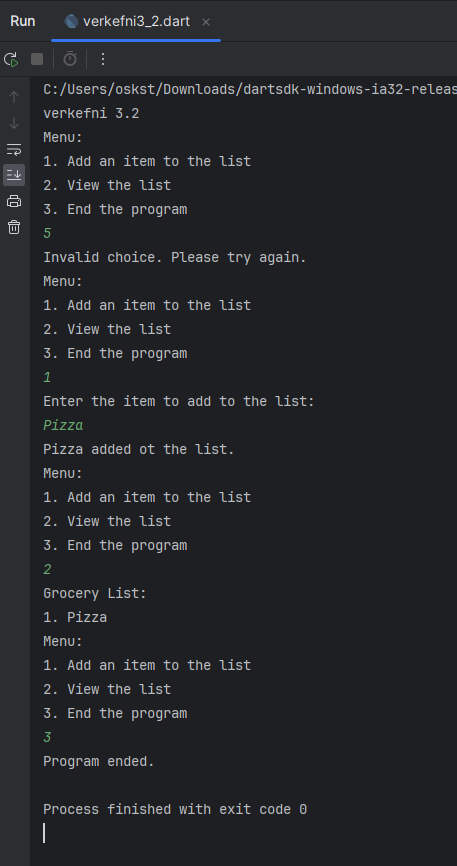 Run verkefni3_2.dart
C:/Users/oskst/Downloads/dartsdk-windows-ia32-releas
verkefni 3.2
Menu:
1. Add an item to the list
2. View the list
3. End the program
5
Invalid choice. Please try again.
Menu:
1. Add an item to the list
2. View the list
3. End the program
1
Enter the item to add to the list:
Pizza
Pizza added ot the list.
Menu:
1. Add an item to the list
2. View the list
3. End the program
2
Grocery List:
1. Pizza
Menu:
1. Add an item to the list
2. View the list
3. End the program
3
Program ended.
Process finished with exit code 0